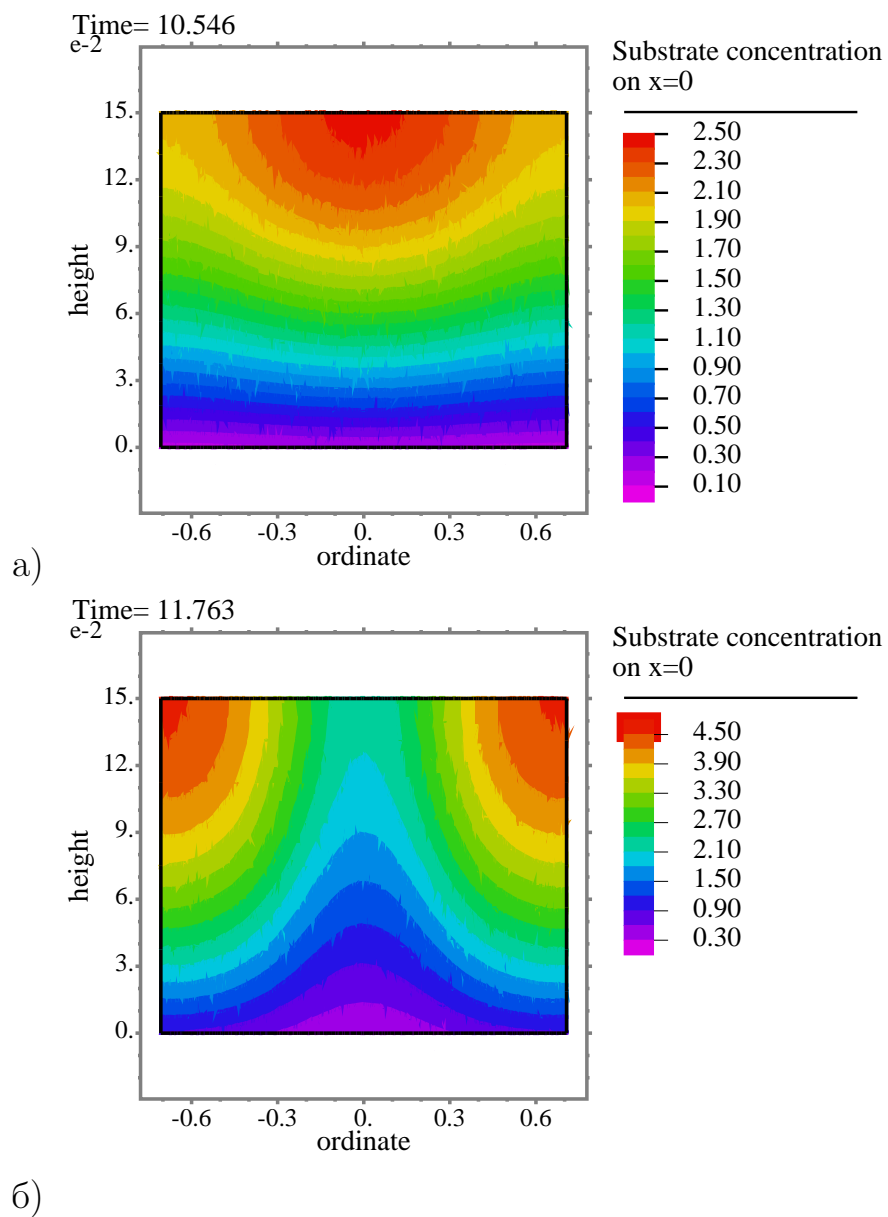 Time= 10.546
e-2
Substrate concentration
on x=0
15.
12.
9.
6.
3.
0.
height
-0.6 -0.3 0. 0.3 0.6
ordinate
2.50
2.30
2.10
1.90
1.70
1.50
1.30
1.10
0.90
0.70
0.50
0.30
0.10
а)
Time= 11.763
e-2
Substrate concentration
on x=0
15.
12.
9.
6.
3.
0.
height
-0.6 -0.3 0. 0.3 0.6
ordinate
4.50
3.90
3.30
2.70
2.10
1.50
0.90
0.30
б)